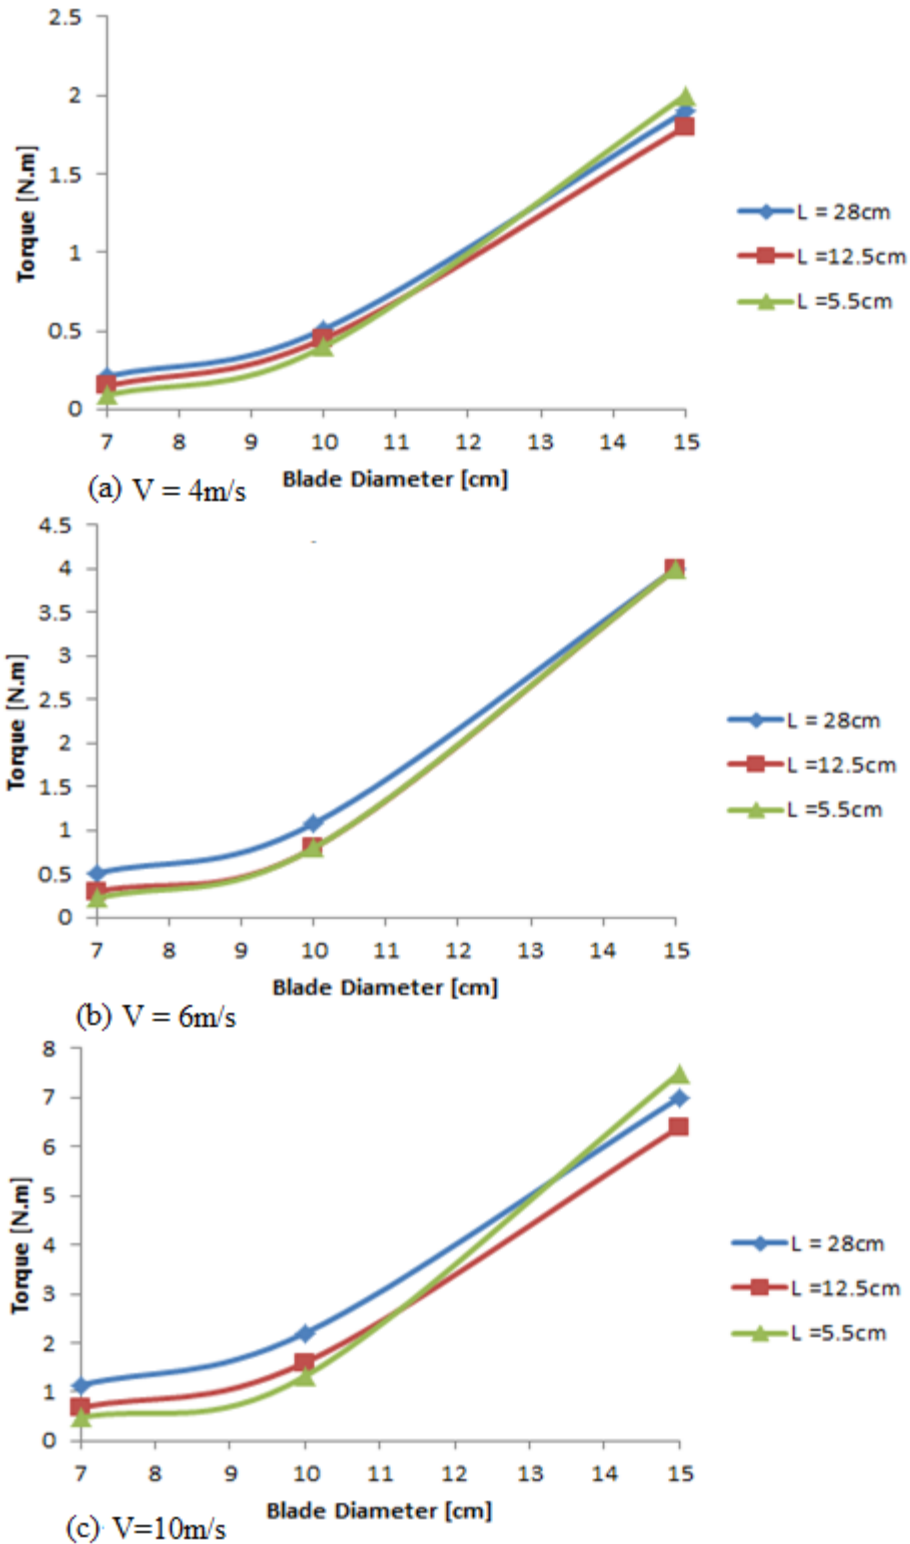 2.5
2
1.5
1
0.5
0
Torque [N.m]
7 8 9 10 11 12 13 14 15
Blade Diameter [cm]
L = 28cm
L =12.5cm
L =5.5cm
(a) V = 4m/s
4.5
4
3.5
3
2.5
2
1.5
1
0.5
0
Torque [N.m]
7 8 9 10 11 12 13 14 15
Blade Diameter [cm]
L = 28cm
L =12.5cm
L =5.5cm
(b) V = 6m/s
8
7
6
5
4
3
2
1
0
Torque [N.m]
7 8 9 10 11 12 13 14 15
Blade Diameter [cm]
L = 28cm
L =12.5cm
L =5.5cm
(c) V=10m/s